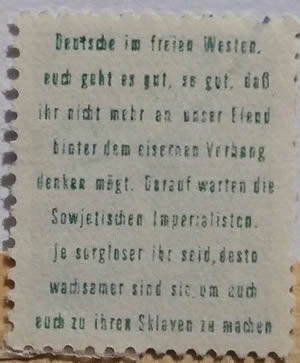 Deutsche im freien Westen,
euch geht es gut, so gut, daß
ihr nicht mehr an unser Elend
hinter dem eisernen Vorhang
denken mögt. Darauf warten die
Sowjetischen Imperialisten.
Je sorgloser ihr seid, desto
wachsamer sind sie, um auch
euch zu ihren Sklaven zu machen